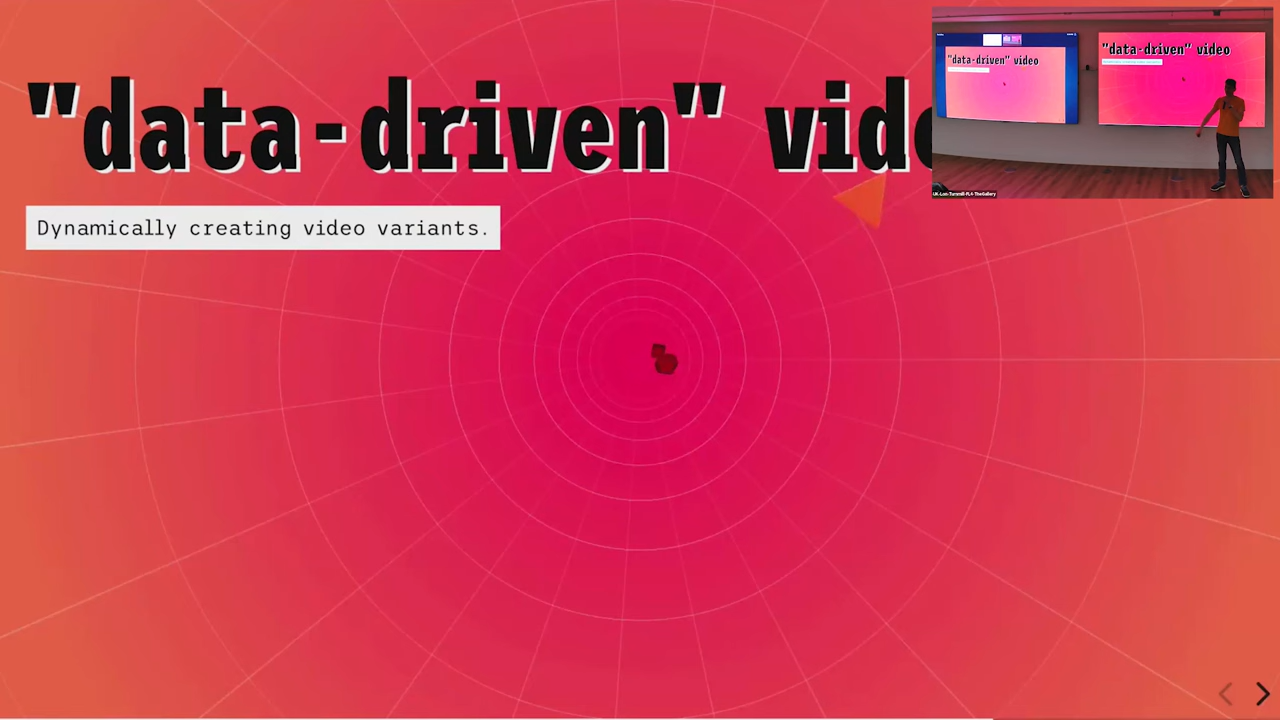 "data-driven" vide
Dynamically creating video variants.
"data-driven" video
"data-driven" video